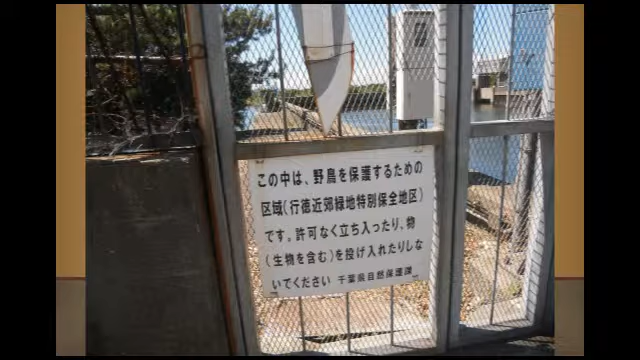 この中は、野鳥を保護するための
区域(行徳近郊緑地特別保全地区)
です。許可なく立ち入ったり、物
(生物を含む)を投げ入れたりしな
いでください 千葉県自然保護課